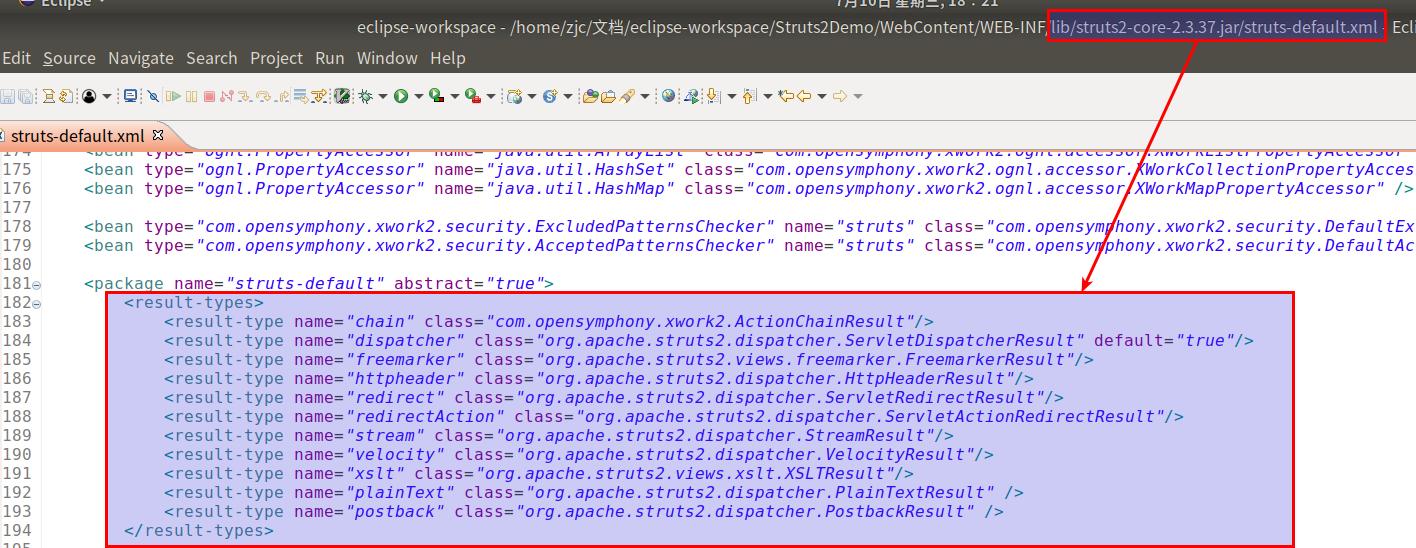 Eclipse
7月10日 星期三, 18:21
eclipse-workspace - /home/zjc/文档/eclipse-workspace/Struts2Demo/WebContent/WEB-INF/lib/struts2-core-2.3.37.jar/struts-default.xml - Ecli
Edit Source Navigate Search Project Run Window Help
struts-default.xml
174 <bean type="ognl.PropertyAccessor" name="java.util.ArrayList" class="com.opensymphony.xwork2.ognl.accessor.XWorkListPropertyAccessor"
175 <bean type="ognl.PropertyAccessor" name="java.util.HashSet" class="com.opensymphony.xwork2.ognl.accessor.XWorkCollectionPropertyAcces
176 <bean type="ognl.PropertyAccessor" name="java.util.HashMap" class="com.opensymphony.xwork2.ognl.accessor.XWorkMapPropertyAccessor" />
177
178 <bean type="com.opensymphony.xwork2.security.ExcludedPatternsChecker" name="struts" class="com.opensymphony.xwork2.security.DefaultEx
179 <bean type="com.opensymphony.xwork2.security.AcceptedPatternsChecker" name="struts" class="com.opensymphony.xwork2.security.DefaultAc
180
181 <package name="struts-default" abstract="true">
182 <result-types>
183 <result-type name="chain" class="com.opensymphony.xwork2.ActionChainResult"/>
184 <result-type name="dispatcher" class="org.apache.struts2.dispatcher.ServletDispatcherResult" default="true"/>
185 <result-type name="freemarker" class="org.apache.struts2.views.freemarker.FreemarkerResult"/>
186 <result-type name="httpheader" class="org.apache.struts2.dispatcher.HttpHeaderResult"/>
187 <result-type name="redirect" class="org.apache.struts2.dispatcher.ServletRedirectResult"/>
188 <result-type name="redirectAction" class="org.apache.struts2.dispatcher.ServletActionRedirectResult"/>
189 <result-type name="stream" class="org.apache.struts2.dispatcher.StreamResult"/>
190 <result-type name="velocity" class="org.apache.struts2.dispatcher.VelocityResult"/>
191 <result-type name="xslt" class="org.apache.struts2.views.xslt.XSLTResult"/>
192 <result-type name="plainText" class="org.apache.struts2.dispatcher.PlainTextResult" />
193 <result-type name="postback" class="org.apache.struts2.dispatcher.PostbackResult" />
194 </result-types>
195